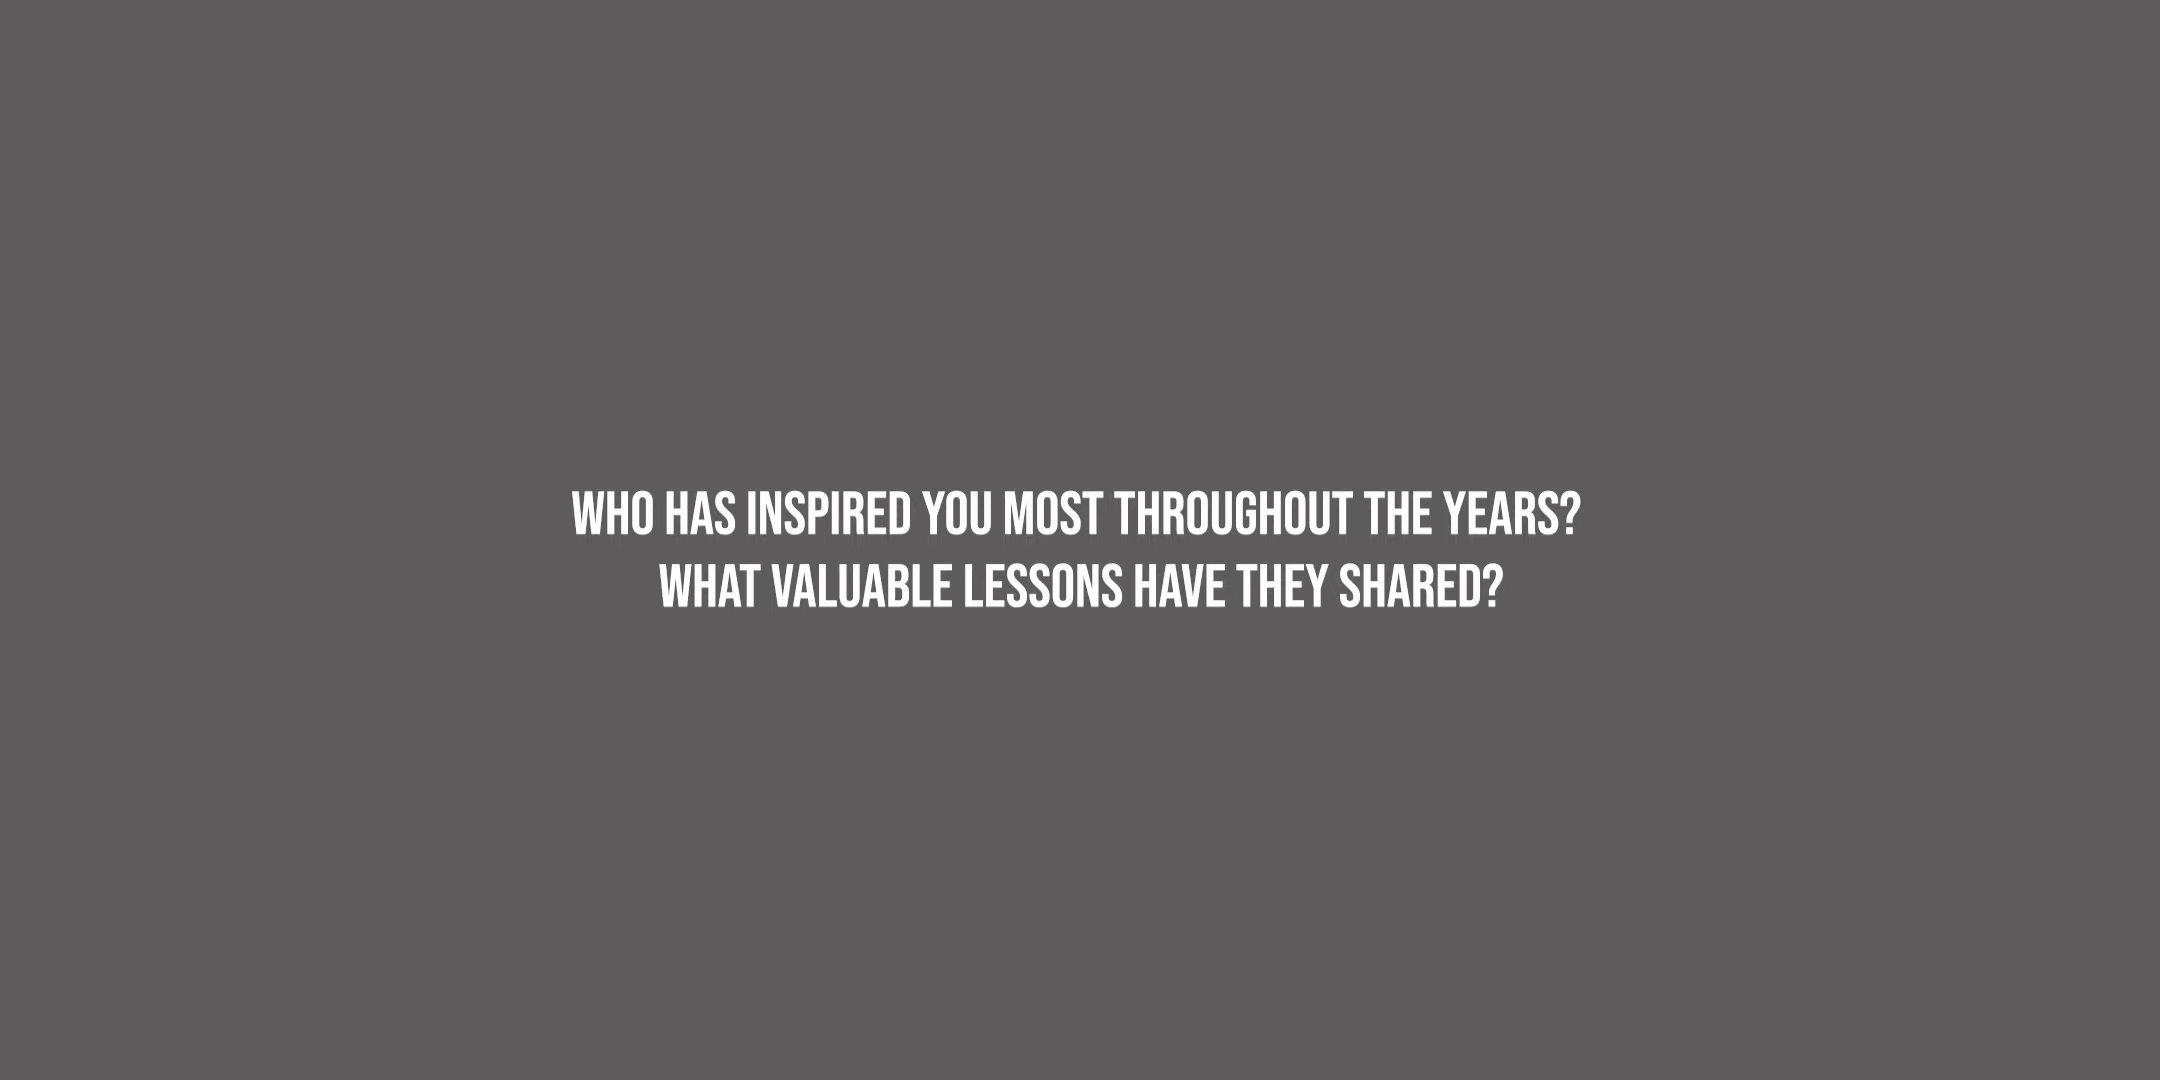 WHO HAS INSPIRED YOU MOST THROUGHOUT THE YEARS?
WHAT VALUABLE LESSONS HAVE THEY SHARED?